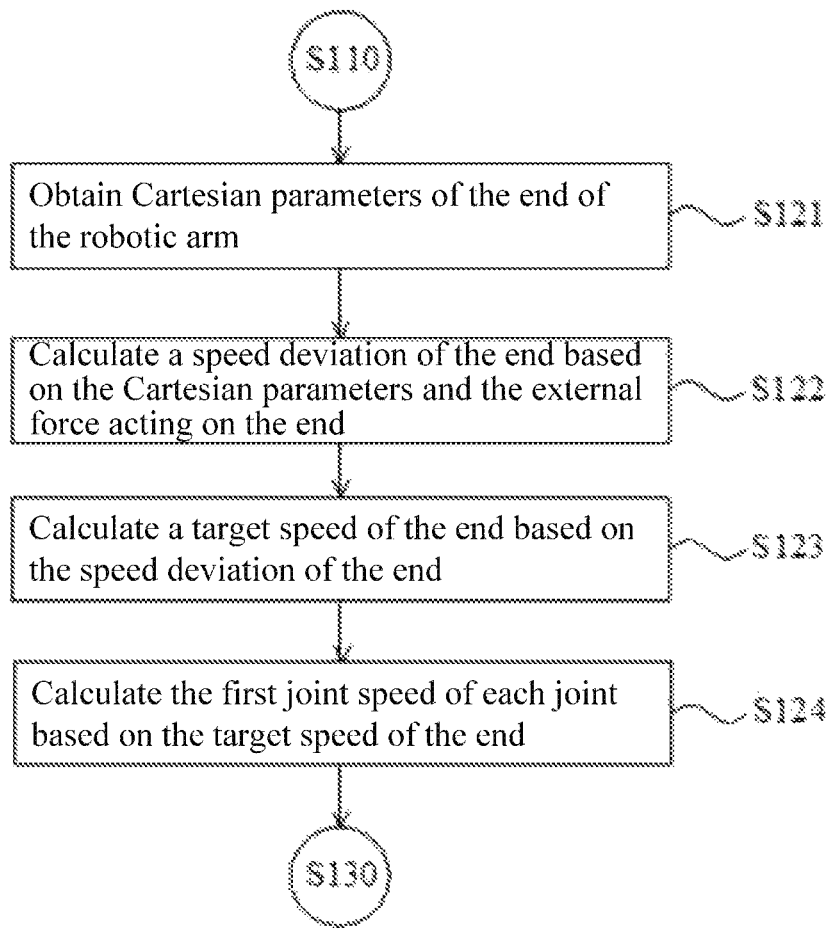 S110
Obtain Cartesian parameters of the end of
the robotic arm
S121
Calculate a speed deviation of the end based
on the Cartesian parameters and the external
force acting on the end
S122
Calculate a target speed of the end based on
the speed deviation of the end
S123
Calculate the first joint speed of each joint
based on the target speed of the end
S124
S130